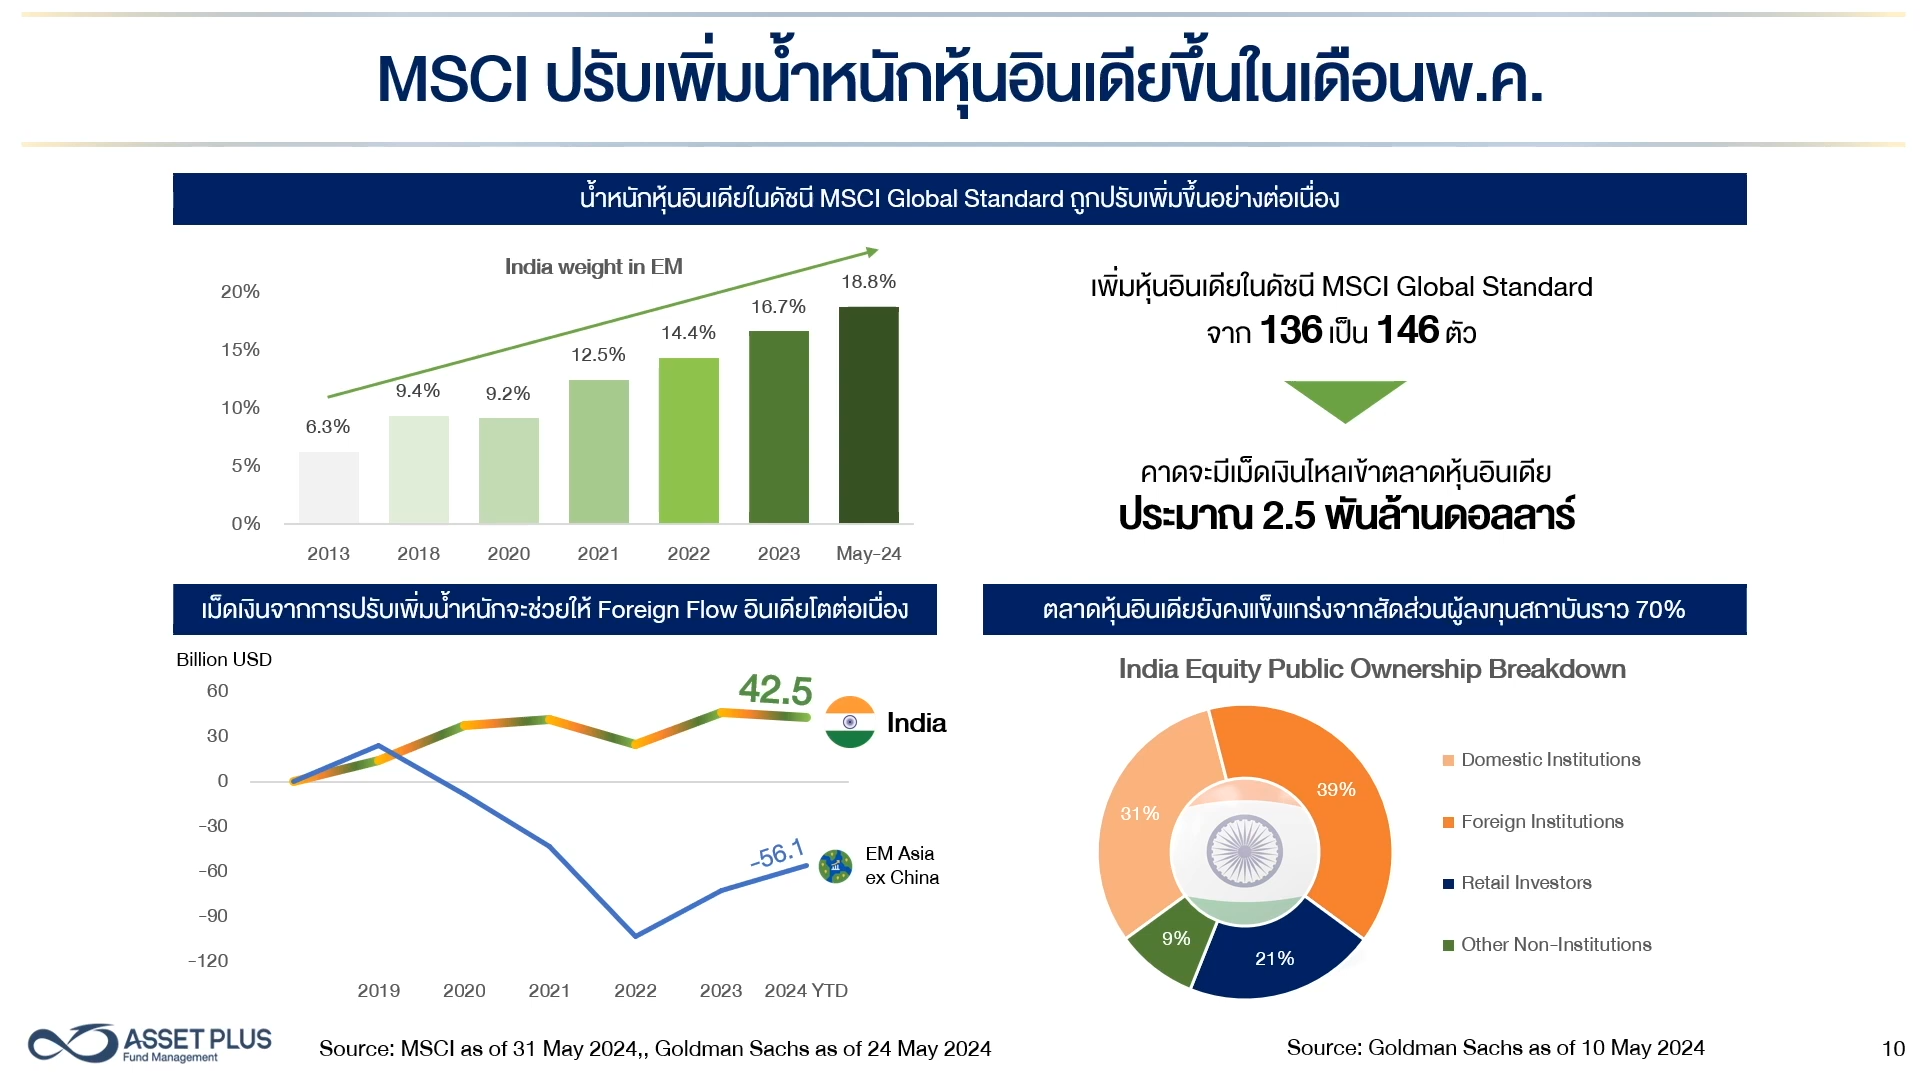 MSCI ปรับเพิ่มน้ำหนักหุ้นอินเดียขึ้นในเดือนพ.ค.
น้ำหนักหุ้นอินเดียในดัชนี MSCI Global Standard ถูกปรับเพิ่มขึ้นอย่างต่อเนื่อง
India weight in EM
20%
15%
10%
5%
0%
6.3%
9.4%
9.2%
12.5%
14.4%
16.7%
18.8%
2013 2018 2020 2021 2022 2023 May-24
เพิ่มหุ้นอินเดียในดัชนี MSCI Global Standard
จาก 136 เป็น 146 ตัว
คาดจะมีเม็ดเงินไหลเข้าตลาดหุ้นอินเดีย
ประมาณ 2.5 พันล้านดอลลาร์
เม็ดเงินจากการปรับเพิ่มน้ำหนักจะช่วยให้ Foreign Flow อินเดียโตต่อเนื่อง
Billion USD
60
30
0
-30
-60
-90
-120
42.5
India
-56.1
EM Asia
ex China
2019 2020 2021 2022 2023 2024 YTD
ตลาดหุ้นอินเดียยังคงแข็งแกร่งจากสัดส่วนผู้ลงทุนสถาบันราว 70%
India Equity Public Ownership Breakdown
31%
39%
9%
21%
Domestic Institutions
Foreign Institutions
Retail Investors
Other Non-Institutions
ASSET PLUS
Fund Management
Source: MSCI as of 31 May 2024,, Goldman Sachs as of 24 May 2024
Source: Goldman Sachs as of 10 May 2024
10